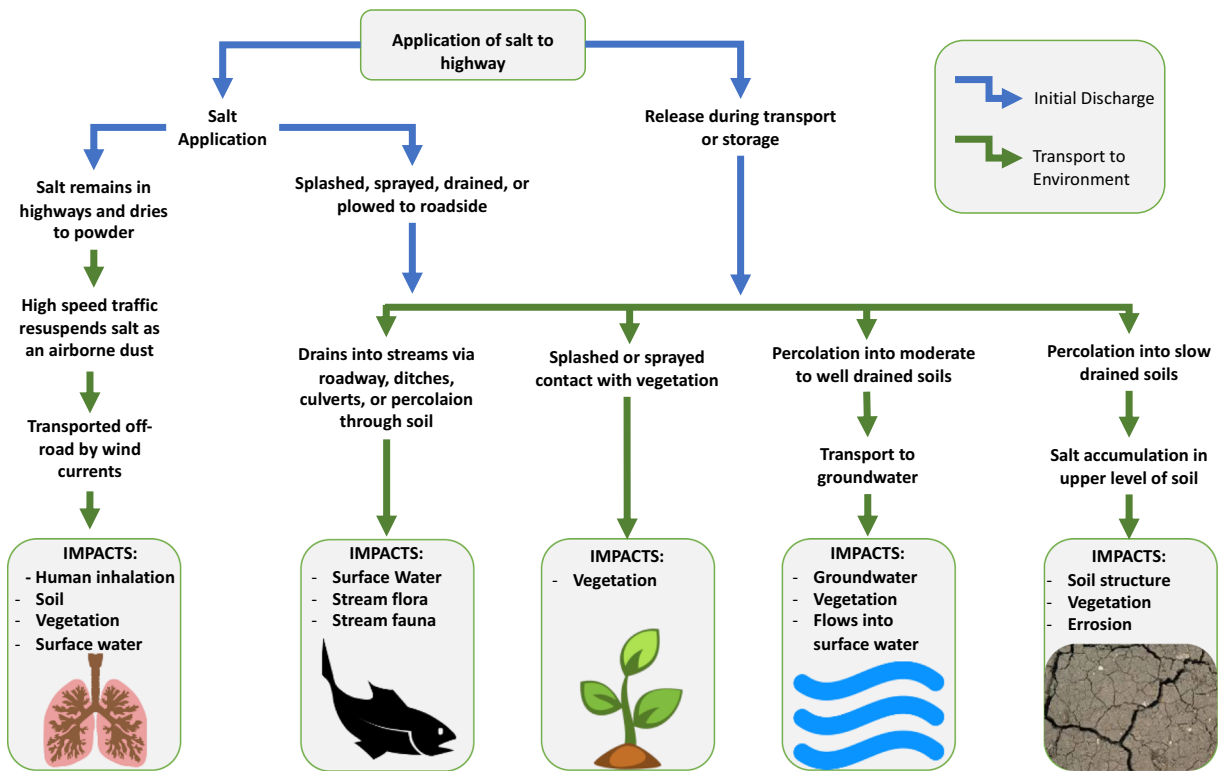 Application of salt to
highway
Initial Discharge
Transport to
Environment
Salt
Application
Release during transport
or storage
Salt remains in
highways and dries
to powder
Splashed, sprayed, drained, or
plowed to roadside
High speed traffic
resuspends salt as
an airborne dust
Transported off-
road by wind
currents
Drains into streams via
roadway, ditches,
culverts, or percolaion
through soil
Splashed or sprayed
contact with vegetation
Percolation into moderate
to well drained soils
Transport to
groundwater
Percolation into slow
drained soils
Salt accumulation in
upper level of soil
IMPACTS:
- Human inhalation
- Soil
- Vegetation
- Surface water
IMPACTS:
- Surface Water
- Stream flora
- Stream fauna
IMPACTS:
- Vegetation
IMPACTS:
- Groundwater
- Vegetation
- Flows into
surface water
IMPACTS:
- Soil structure
- Vegetation
- Errosion